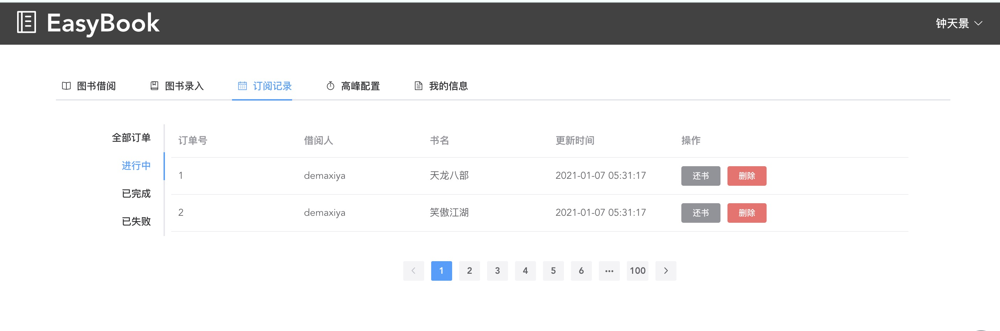 EasyBook
钟天景
图书借阅 图书录入 订阅记录 高峰配置 我的信息
全部订单
进行中
已完成
已失败
订单号 借阅人 书名 更新时间 操作
1 demaxiya 天龙八部 2021-01-07 05:31:17 还书 删除
2 demaxiya 笑傲江湖 2021-01-07 05:31:17 还书 删除
1 2 3 4 5 6 ••• 100